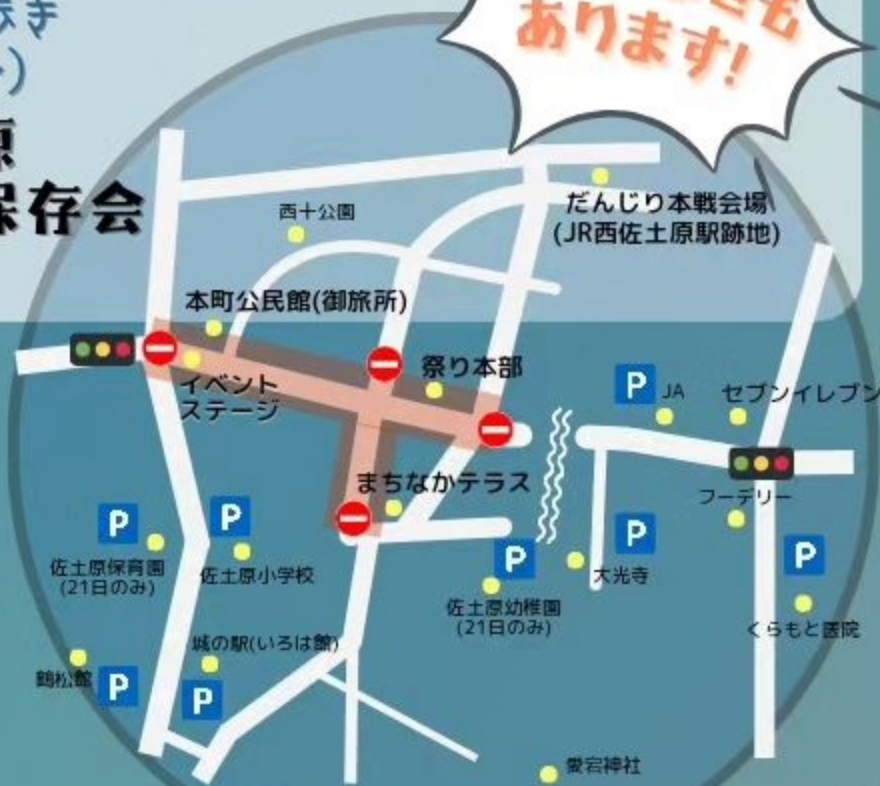 あります!
保存会
西十公園
だんじり本戦会場
(JR西佐土原駅跡地)
本町公民館(御旅所)
祭り本部
イベント
ステージ
P
JA
セブンイレブン
まちなかテラス
フーデリー
P
P
P
P
P
佐土原保育園
(21日のみ)
佐土原小学校
佐土原幼稚園
(21日のみ)
大光寺
くらもと医院
城の駅(いろは館)
鶴松館
P
P
愛宕神社